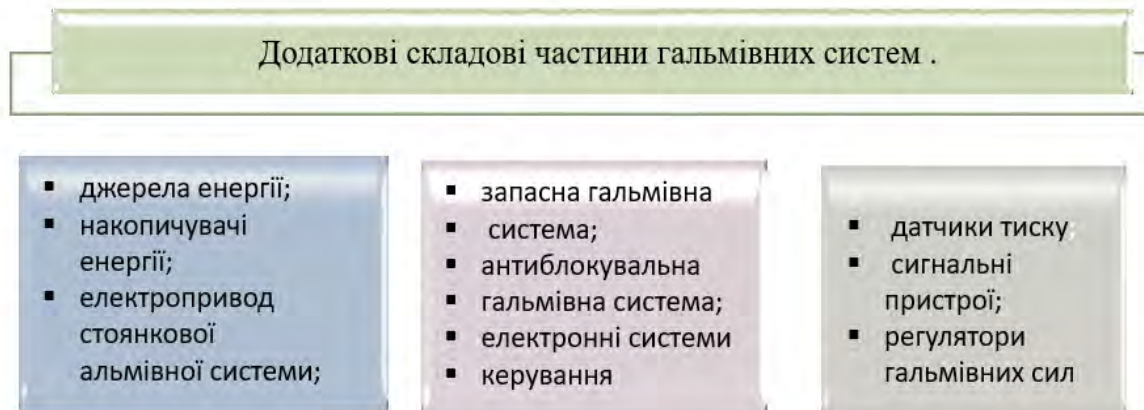 Додаткові складові частини гальмівних систем .
▪ джерела енергії;
▪ накопичувачі
енергії;
▪ електропривод
стоянкової
альмівної системи;
▪ запасна гальмівна
▪ система;
▪ антиблокувальна
▪ гальмівна система;
▪ електронні системи
▪ керування
▪ датчики тиску;
▪ сигнальні
пристрої;
▪ регулятори
гальмівних сил